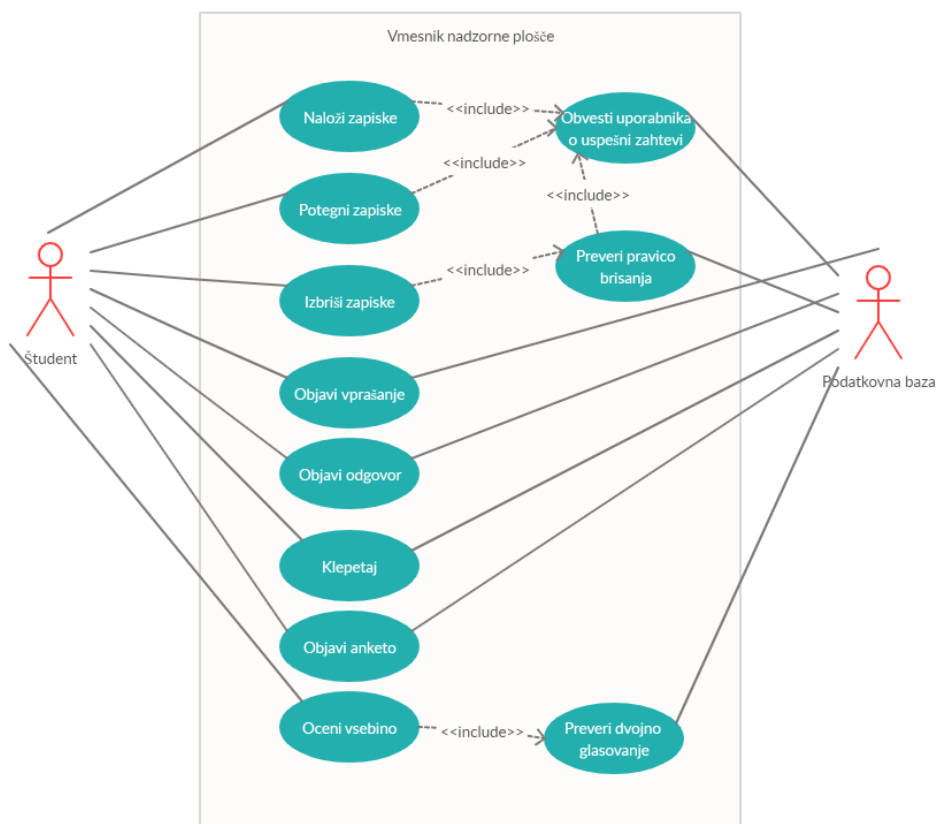 Vmesnik nadzorne plošče
Naloži zapiske
<<include>>
Obvesti uporabnika
o uspešni zahtevi
<<include>>
Potegni zapiske
<<include>>
Preveri pravico
brisanja
<<include>>
Izbriši zapiske
Študent
Podatkovna baza
Objavi vprašanje
Objavi odgovor
Klepetaj
Objavi anketo
Oceni vsebino
<<include>>
Preveri dvojno
glasovanje